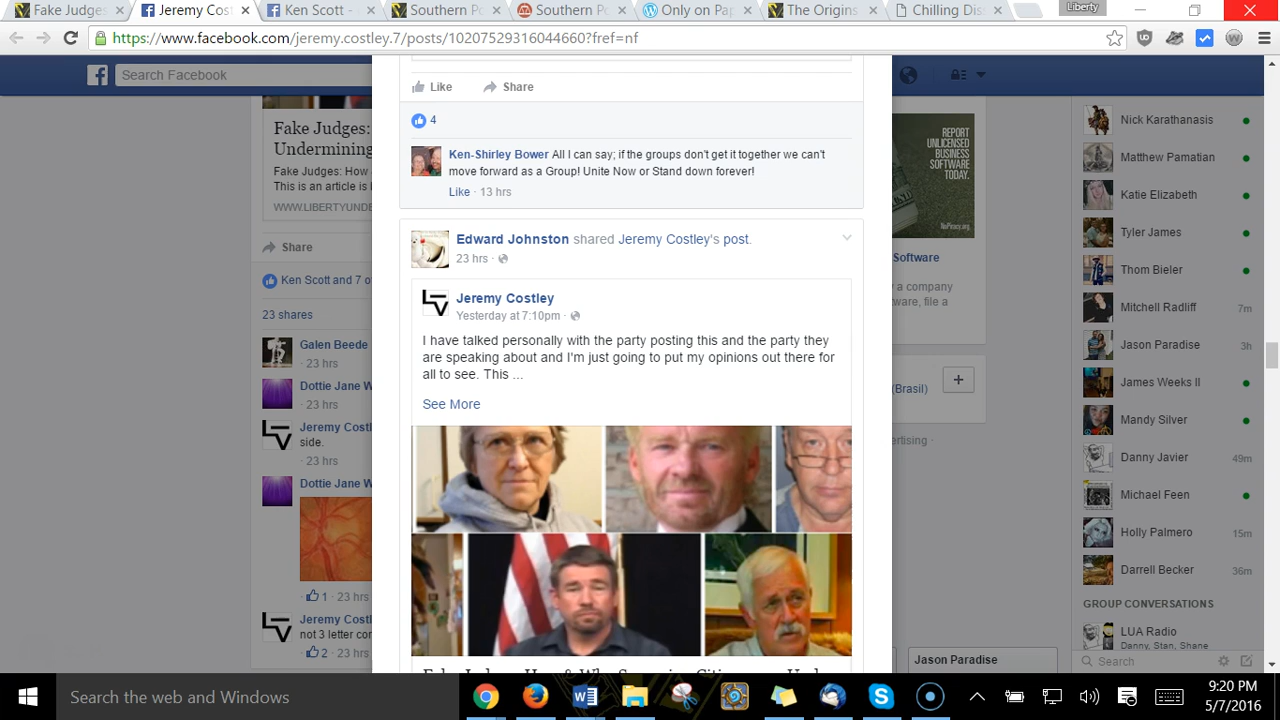 Fake Judges
Jeremy Cost
Ken Scott -
Southern Po
Southern Po
Only on Pap
The Origins
Chilling Dis
Liberty
https://www.facebook.com/jeremy.costley.7/posts/10207529316044660?fref=nf
Search Facebook
Fake Judges:
Undermining
Fake Judges: How
This is an article is
WWW.LIBERTYUNDE
Share
Ken Scott and 7 o
23 shares
Galen Beede
· 23 hrs
Dottie Jane W
· 23 hrs
Jeremy Costl
side.
· 23 hrs
Dottie Jane W
· 1 · 23 hrs
Jeremy Costl
not 3 letter cor
· 2 · 23 hrs
Like Share
4
Ken-Shirley Bower All I can say; if the groups don't get it together we can't
move forward as a Group! Unite Now or Stand down forever!
Like · 13 hrs
Edward Johnston shared Jeremy Costley's post.
23 hrs ·
Jeremy Costley
Yesterday at 7:10pm ·
I have talked personally with the party posting this and the party they
are speaking about and I'm just going to put my opinions out there for
all to see. This ...
See More
REPORT
UNLICENSED
BUSINESS
SOFTWARE
TODAY.
NoPiracy.org
Software
y a company
ware, file a
(Brasil)
ertising ·
Nick Karathanasis
Matthew Pamatian
Katie Elizabeth
Tyler James
Thom Bieler
Mitchell Radliff 7m
Jason Paradise 3h
James Weeks II
Mandy Silver
Danny Javier 49m
Michael Feen
Holly Palmero 15m
Darrell Becker 36m
GROUP CONVERSATIONS
LUA Radio
Denny, Stan, Shane
Search
Jason Paradise
Search the web and Windows
9:20 PM
5/7/2016